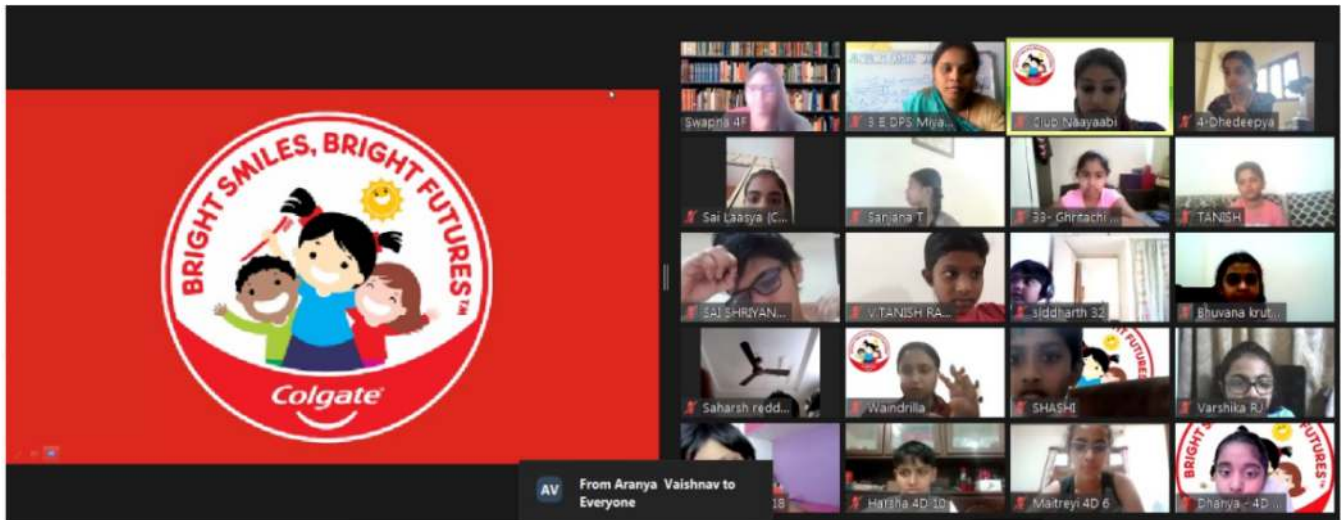 BRIGHT SMILES, BRIGHT FUTURES™
Colgate
Swapna 4F
3 E DPS Miya...
Club Naayaabi
4-Dhedeepya
Sai Laasya (C...
Sanjana T
33- Ghritachi ...
TANISH
SAI SHRIYAN...
V.TANISH RA...
siddharth 32
Bhuvana krut...
Saharsh redd...
Waindrilla
SHASHI
Varshika RJ
18
Harsha 4D 10
Maitreyi 4D 6
Dhanya - 4D ...
AV
From Aranya Vaishnav to
Everyone